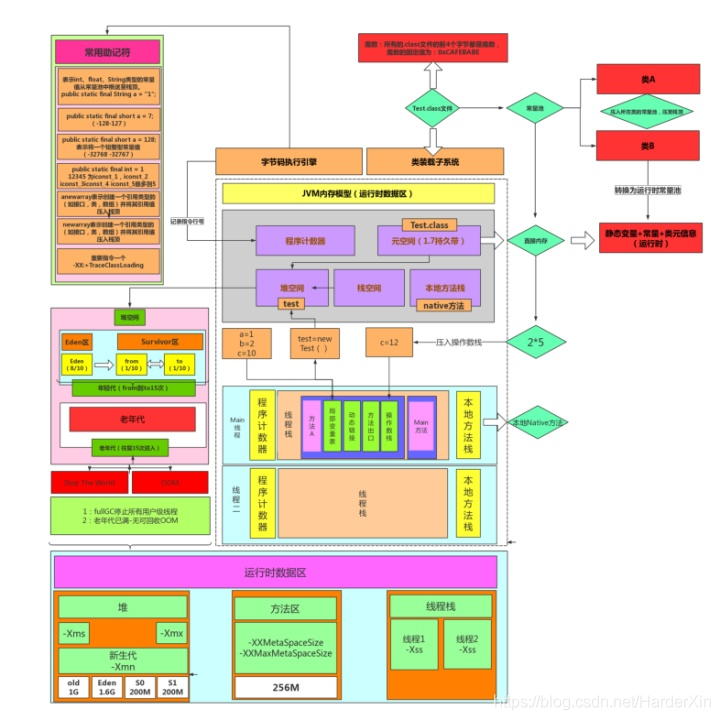 常用助记符
表示int、float、String类型的常量
值从常量池中推送至栈顶。
public static final String a = "1";
public static final short a = 7;
(-128-127)
public static final short a = 128;
表示将一个短整型常量值
(-32768 -32767)
public static final int = 1
12345 为iconst_1，iconst_2
iconst_3iconst_4 iconst_5最多到5
anewarray表示创建一个引用类型的
(如接口，类，数组）并将其引用值
压入栈顶
newarray表示创建一个引用类型的
(如接口，类，数组）并将其引用值
压入栈顶
重要指令一个
-XX:+TraceClassLoading
魔数：所有的.class文件的前4个字节都是魔数，
魔数的固定值为：0xCAFEBABE
Test.class文件
常量池
类A
压入所在类的常量池，压到栈顶
类B
转换为运行时常量池
静态变量+常量+类元信息
（运行时）
字节码执行引擎
类装载子系统
记录指令行号
JVM内存模型（运行时数据区）
程序计数器
Test.class
元空间（1.7持久带）
直接内存
堆空间
test
栈空间
本地方法栈
native方法
a=1
b=2
c=10
test=new
Test（ ）
c=12
压入操作数栈
2*5
堆空间
Eden区
Survivor区
Eden
(8/10)
from
(1/10)
to
(1/10)
年轻代（from到to15次）
老年代
老年代（往复15次进入）
Stop The World
OOM
1：fullGC停止所有用户级线程
2：老年代已满-无可回收OOM
Main
线程
程序计数器
线程栈
方法A
局部变量表
动态链接
方法出口
操作数栈
Main
方法
本地方法栈
本地Native方法
线程二
程序计数器
线程栈
本地方法栈
运行时数据区
堆
-Xms
-Xmx
新生代
-Xmn
old
1G
Eden
1.6G
S0
200M
S1
200M
方法区
-XXMetaSpaceSize
-XXMaxMetaSpaceSize
256M
线程栈
线程1
-Xss
线程2
-Xss
https://blog.csdn.net/HarderXin